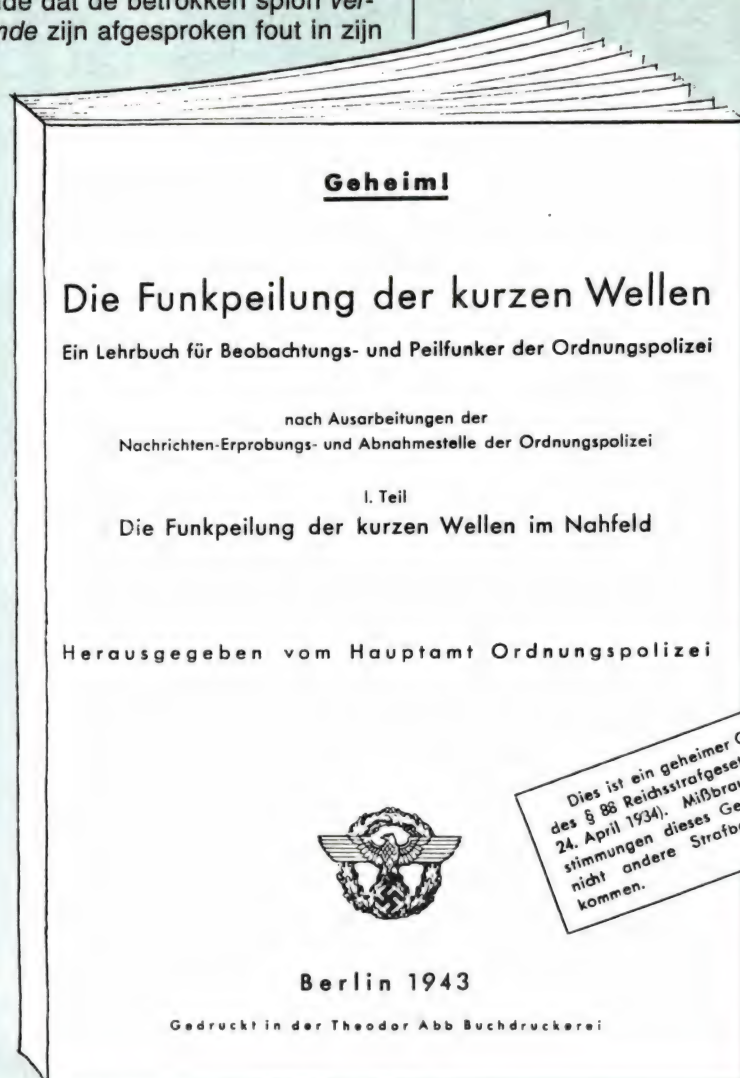 de dat de betrokken spion ver-
nde zijn afgesproken fout in zijn
Geheim!
Die Funkpeilung der kurzen Wellen
Ein Lehrbuch für Beobachtungs- und Peilfunker der Ordnungspolizei
nach Ausarbeitungen der
Nachrichten-Erprobungs- und Abnahmestelle der Ordnungspolizei
I. Teil
Die Funkpeilung der kurzen Wellen im Nahfeld
Herausgegeben vom Hauptamt Ordnungspolizei
Dies ist ein geheimer
des § 88 Reichsstrafgeset
24. April 1934). Mißbrau
stimmungen dieses Ge
nicht andere Strafb
kommen.
Berlin 1943
Gedruckt in der Theodor Abb Buchdruckerei